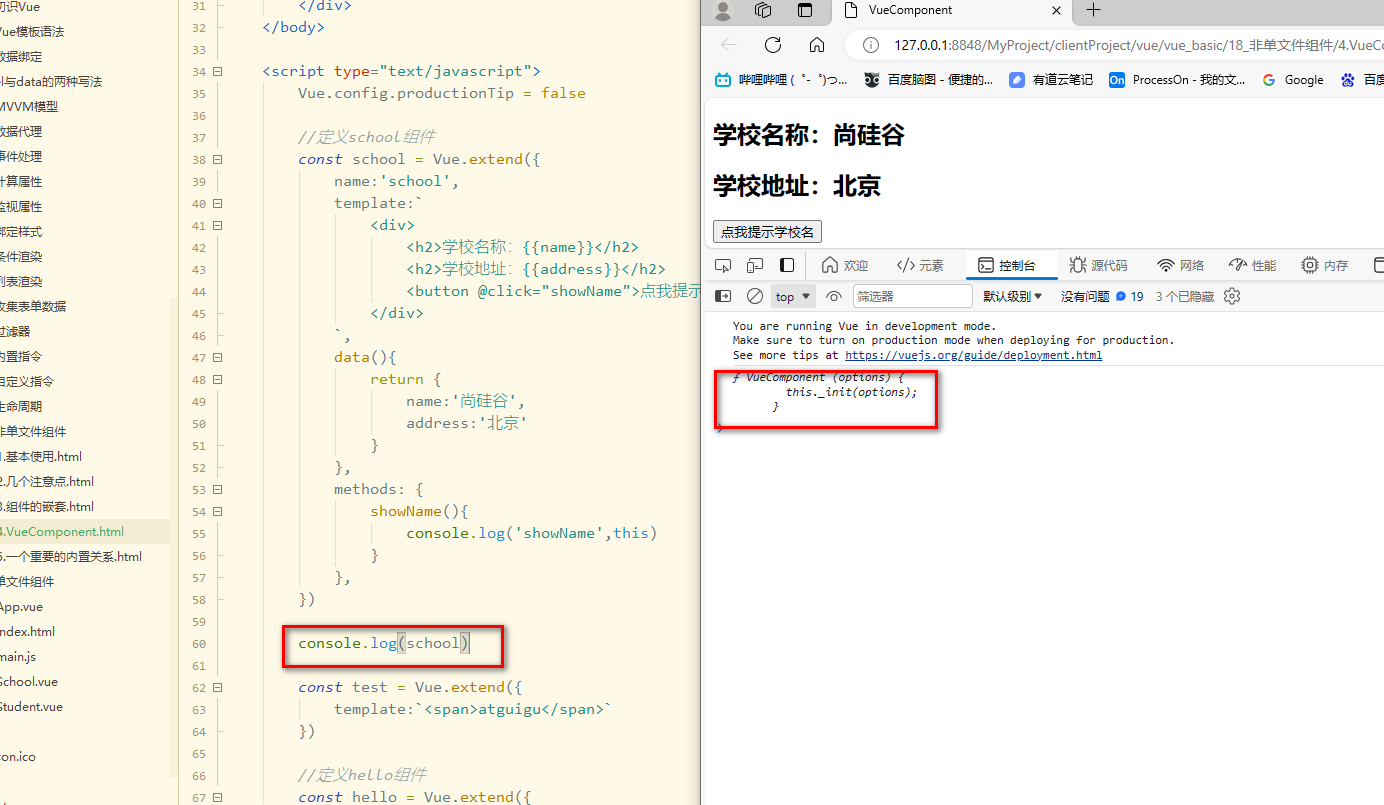 初识Vue
Vue模板语法
数据绑定
el与data的两种写法
MVVM模型
数据代理
事件处理
计算属性
监视属性
绑定样式
条件渲染
列表渲染
收集表单数据
过滤器
内置指令
自定义指令
生命周期
非单文件组件
1.基本使用.html
2.几个注意点.html
3.组件的嵌套.html
4.VueComponent.html
5.一个重要的内置关系.html
单文件组件
App.vue
index.html
main.js
School.vue
Student.vue
con.ico
31 </div>
32 </body>
33
34 <script type="text/javascript">
35 Vue.config.productionTip = false
36
37 //定义school组件
38 const school = Vue.extend({
39 name:'school',
40 template:`
41 <div>
42 <h2>学校名称：{{name}}</h2>
43 <h2>学校地址：{{address}}</h2>
44 <button @click="showName">点我提示
45 </div>
46 `,
47 data(){
48 return {
49 name:'尚硅谷',
50 address:'北京'
51 }
52 },
53 methods: {
54 showName(){
55 console.log('showName',this)
56 }
57 },
58 })
59
60 console.log(school)
61
62 const test = Vue.extend({
63 template:`<span>atguigu</span>`
64 })
65
66 //定义hello组件
67 const hello = Vue.extend({
VueComponent
127.0.0.1:8848/MyProject/clientProject/vue/vue_basic/18_非单文件组件/4.VueCo
哔哩哔哩 (゜-゜)つ... 百度脑图 - 便捷的... 有道云笔记 On ProcessOn - 我的文... Google 百度
学校名称：尚硅谷
学校地址：北京
点我提示学校名
欢迎 元素 控制台 源代码 网络 性能 内存
top 筛选器 默认级别 没有问题 19 3 个已隐藏
You are running Vue in development mode.
Make sure to turn on production mode when deploying for production.
See more tips at https://vuejs.org/guide/deployment.html
ƒ VueComponent (options) {
this._init(options);
}